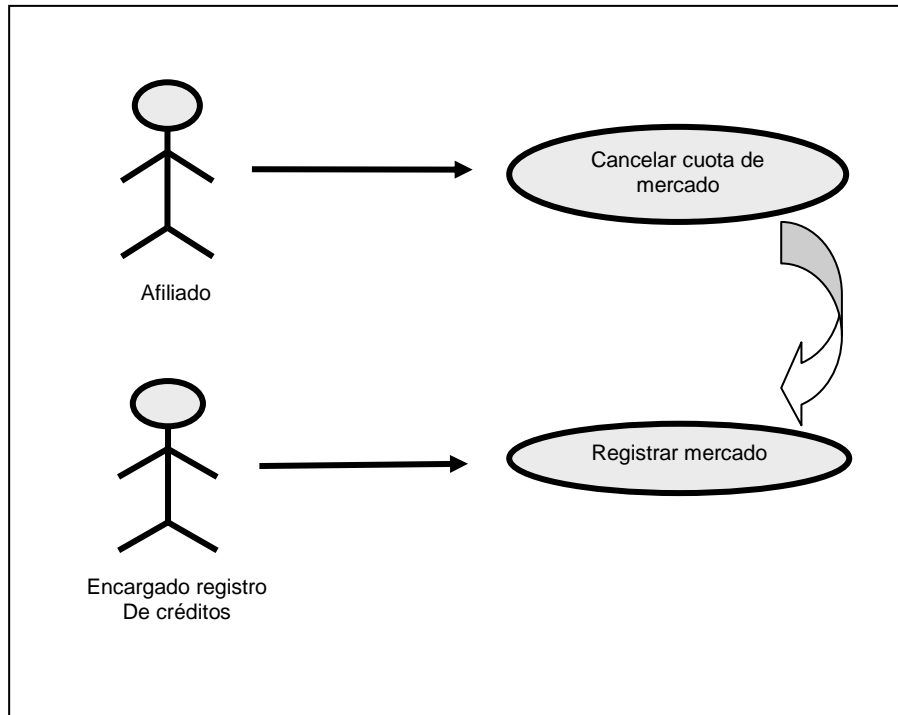 Cancelar cuota de
mercado
Afiliado
Registrar mercado
Encargado registro
De créditos